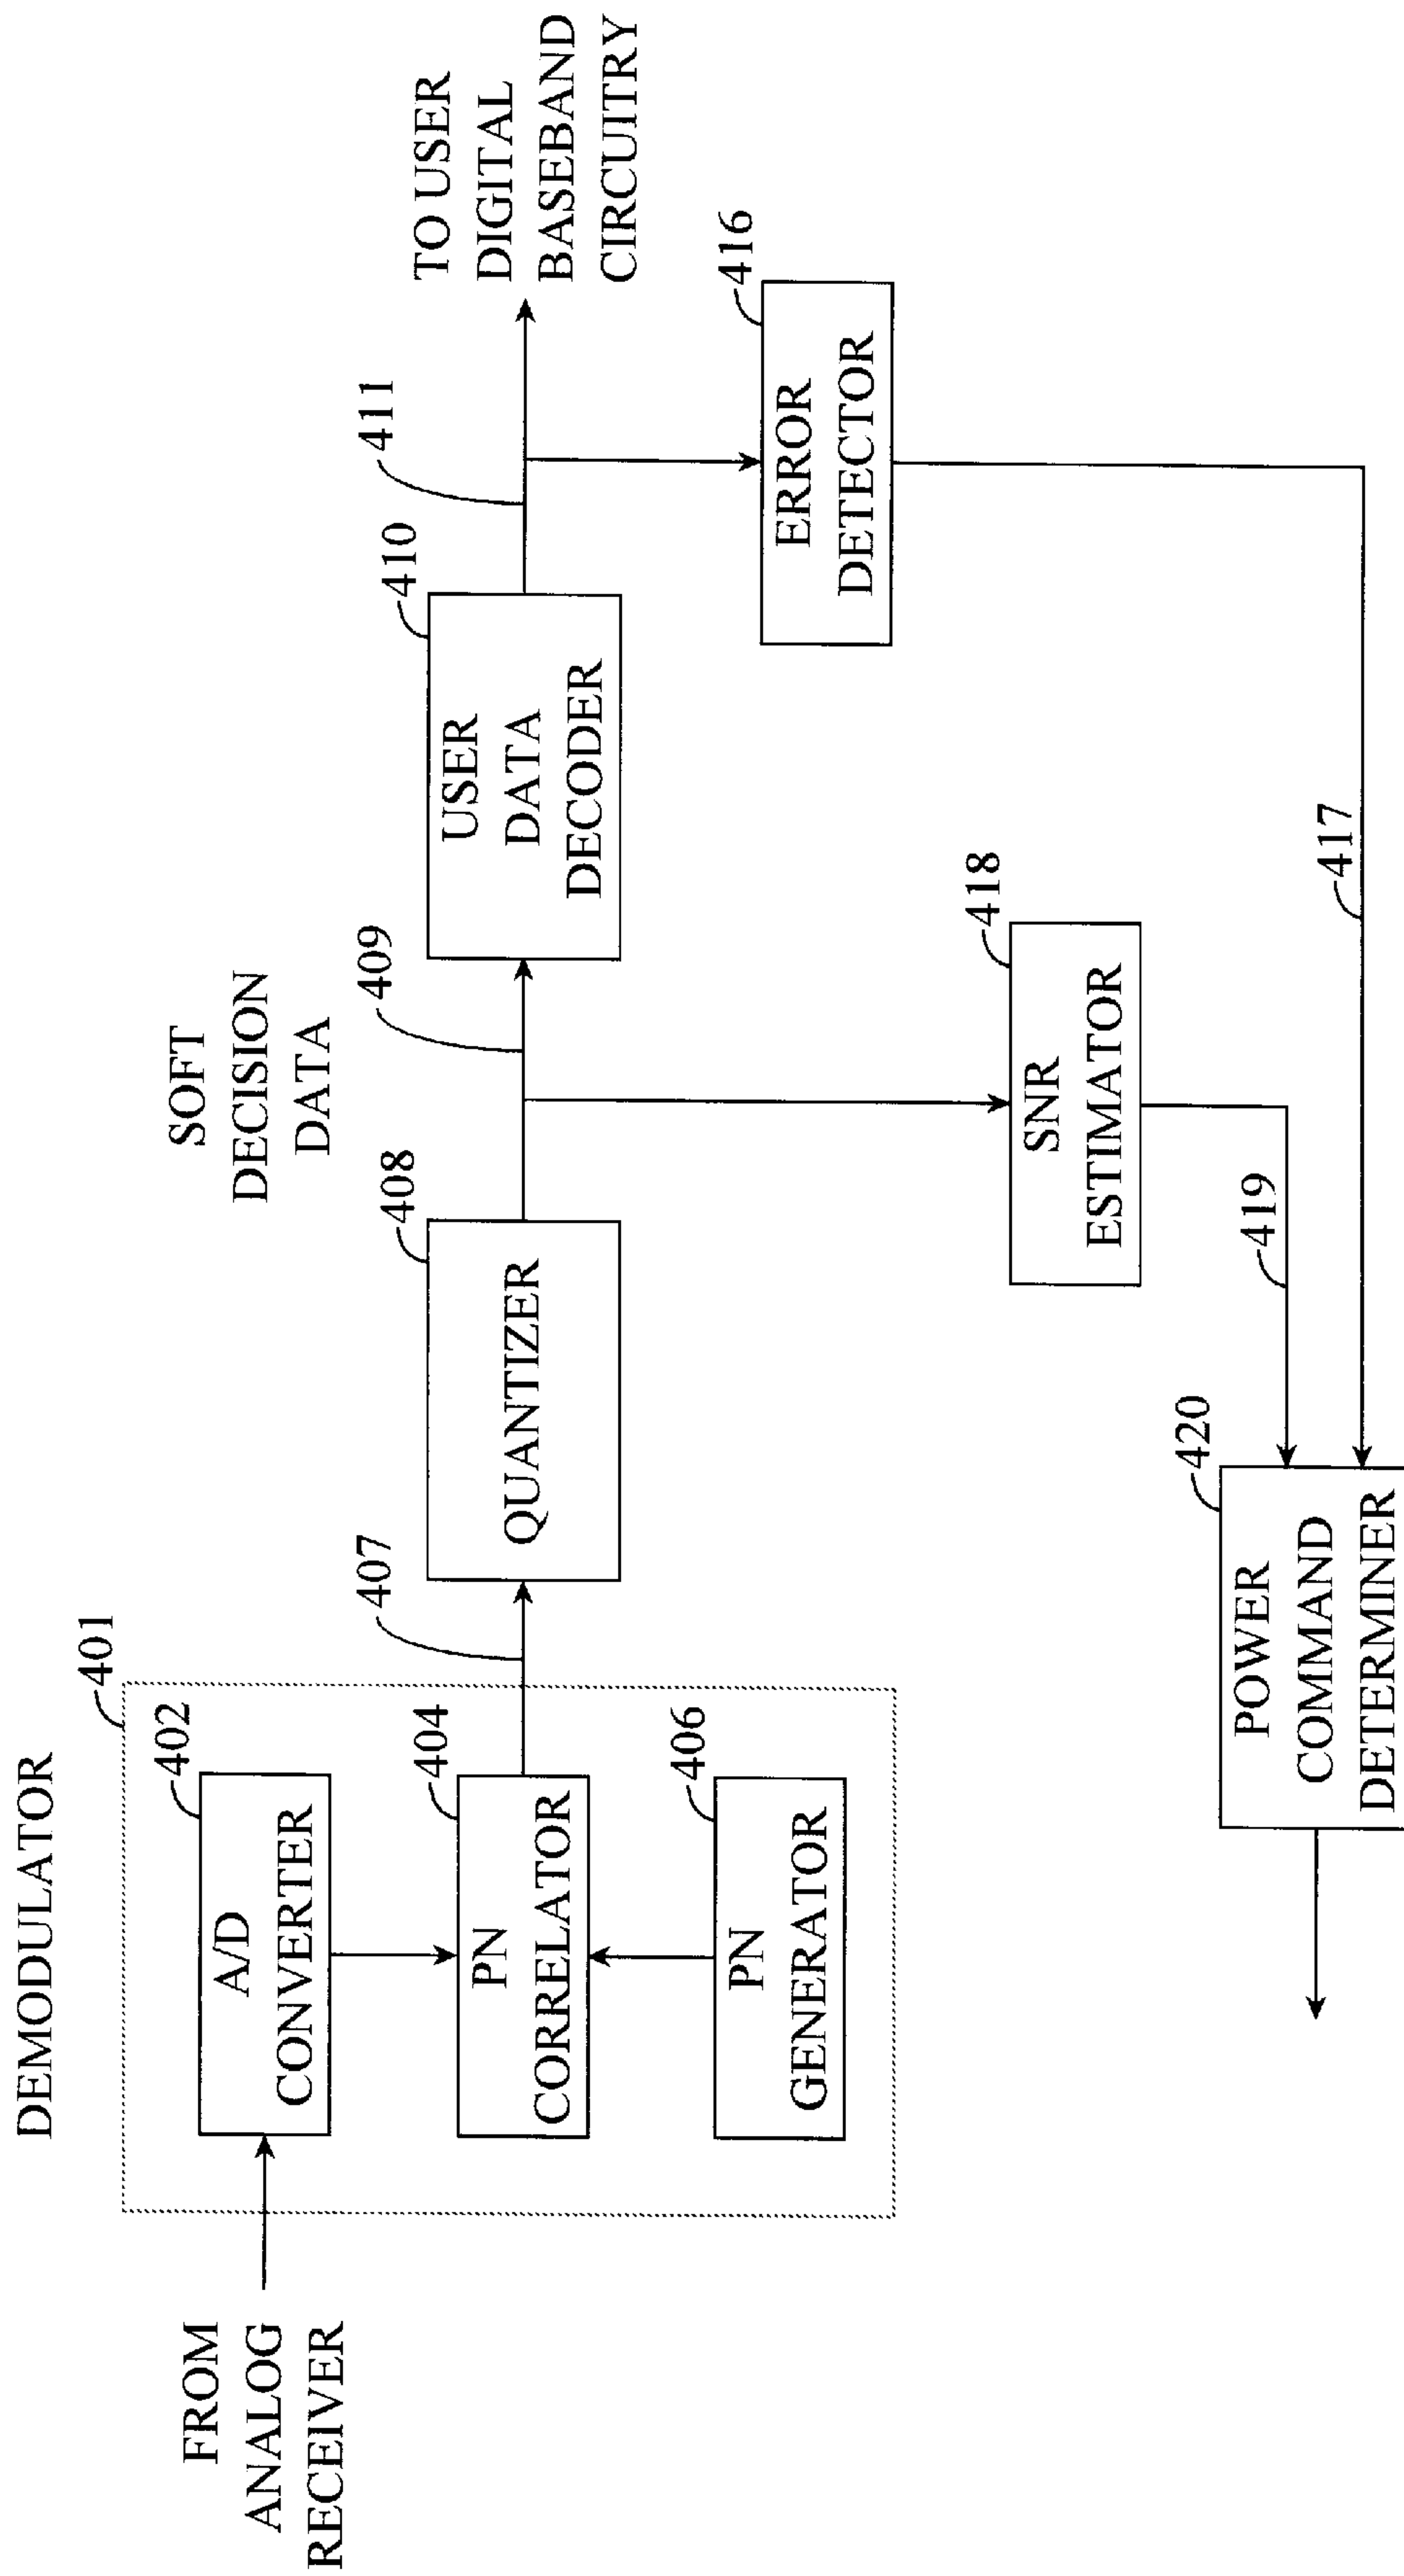 DEMODULATOR
401
FROM
ANALOG
RECEIVER
402
A/D
CONVERTER
404
PN
CORRELATOR
406
PN
GENERATOR
407
408
QUANTIZER
SOFT
DECISION
DATA
409
410
USER
DATA
DECODER
411
TO USER
DIGITAL
BASEBAND
CIRCUITRY
416
ERROR
DETECTOR
417
418
SNR
ESTIMATOR
419
420
POWER
COMMAND
DETERMINER